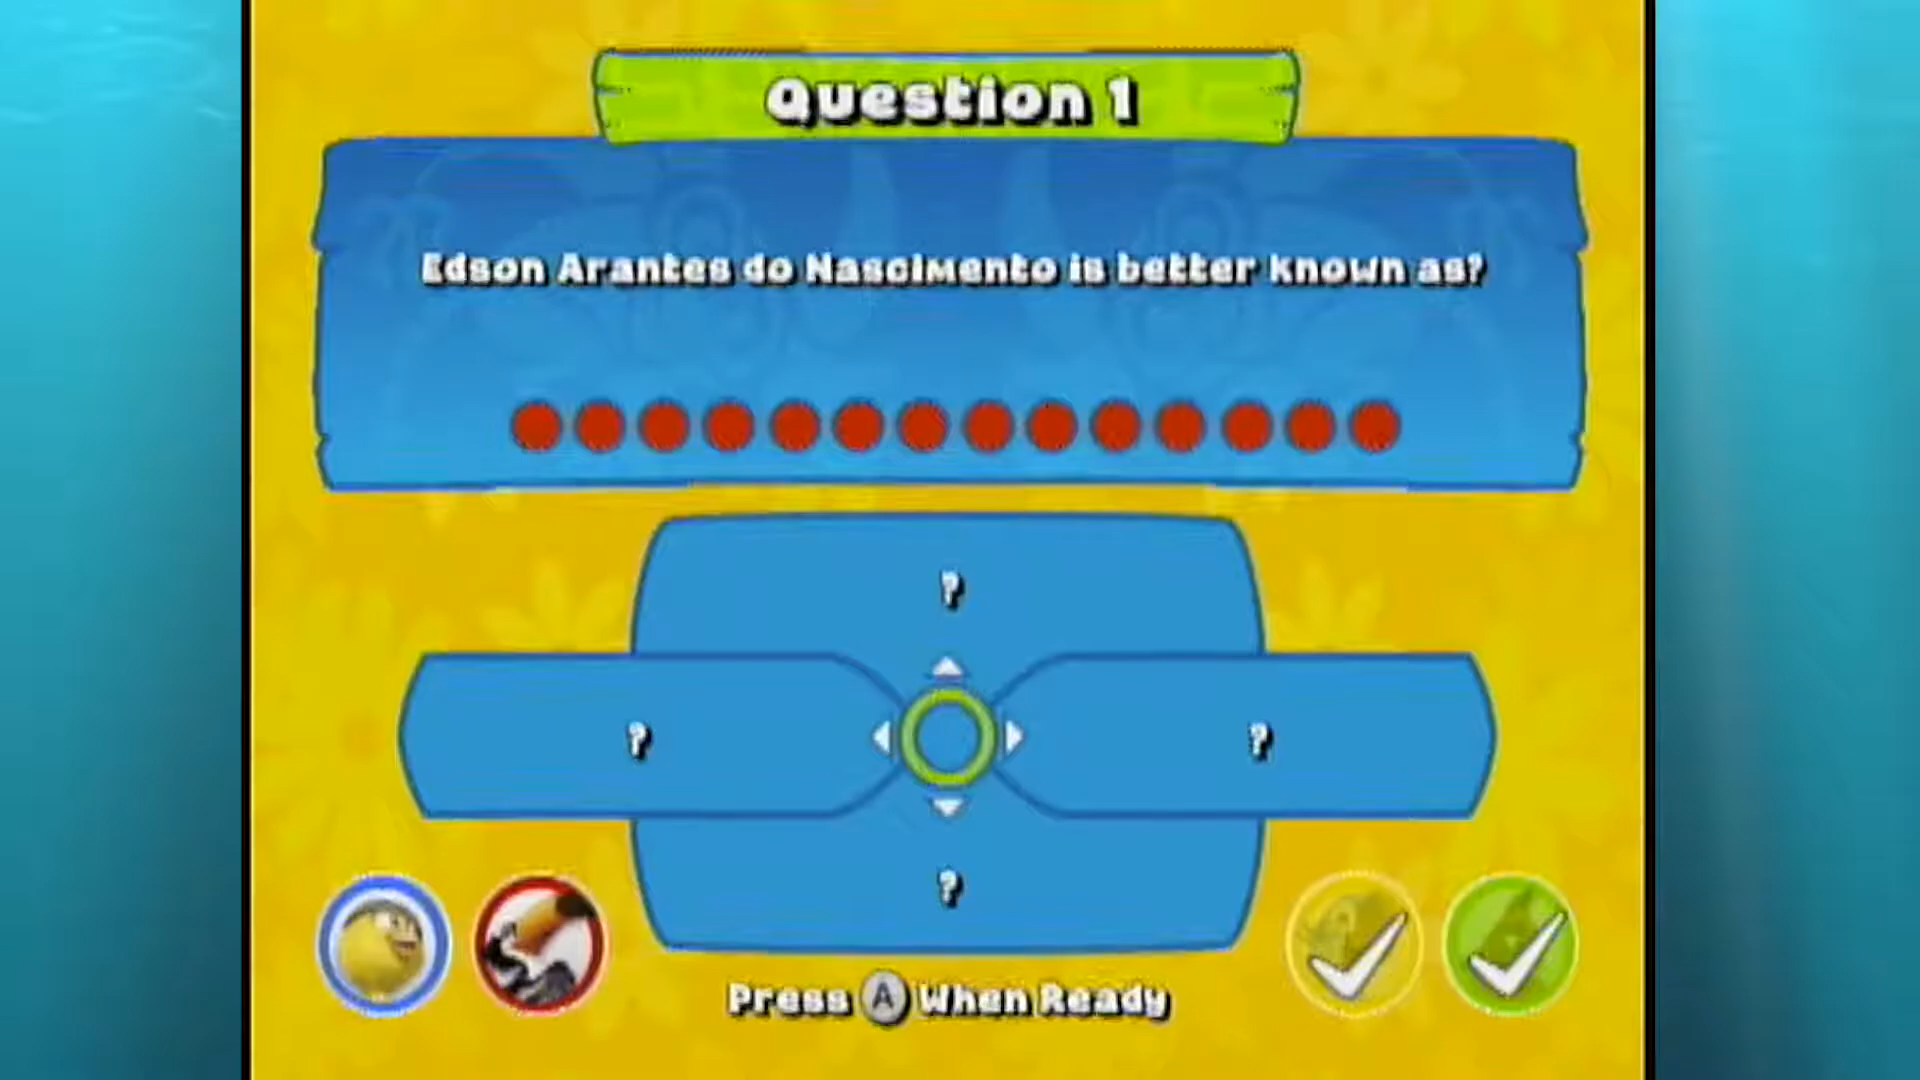 Question 1
Edson Arantes do Nascimento is better known as?
?
? ?
?
Press A When Ready